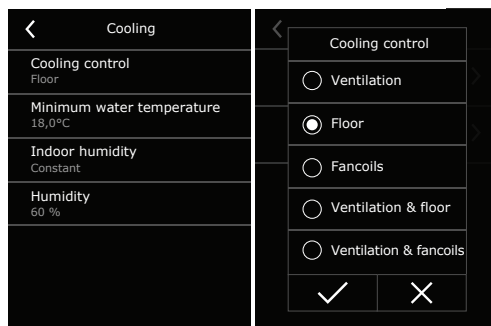 Cooling
Cooling control
Floor
Minimum water temperature
18,0°C
Indoor humidity
Constant
Humidity
60 %
Cooling control
Ventilation
Floor
Fancoils
Ventilation & floor
Ventilation & fancoils